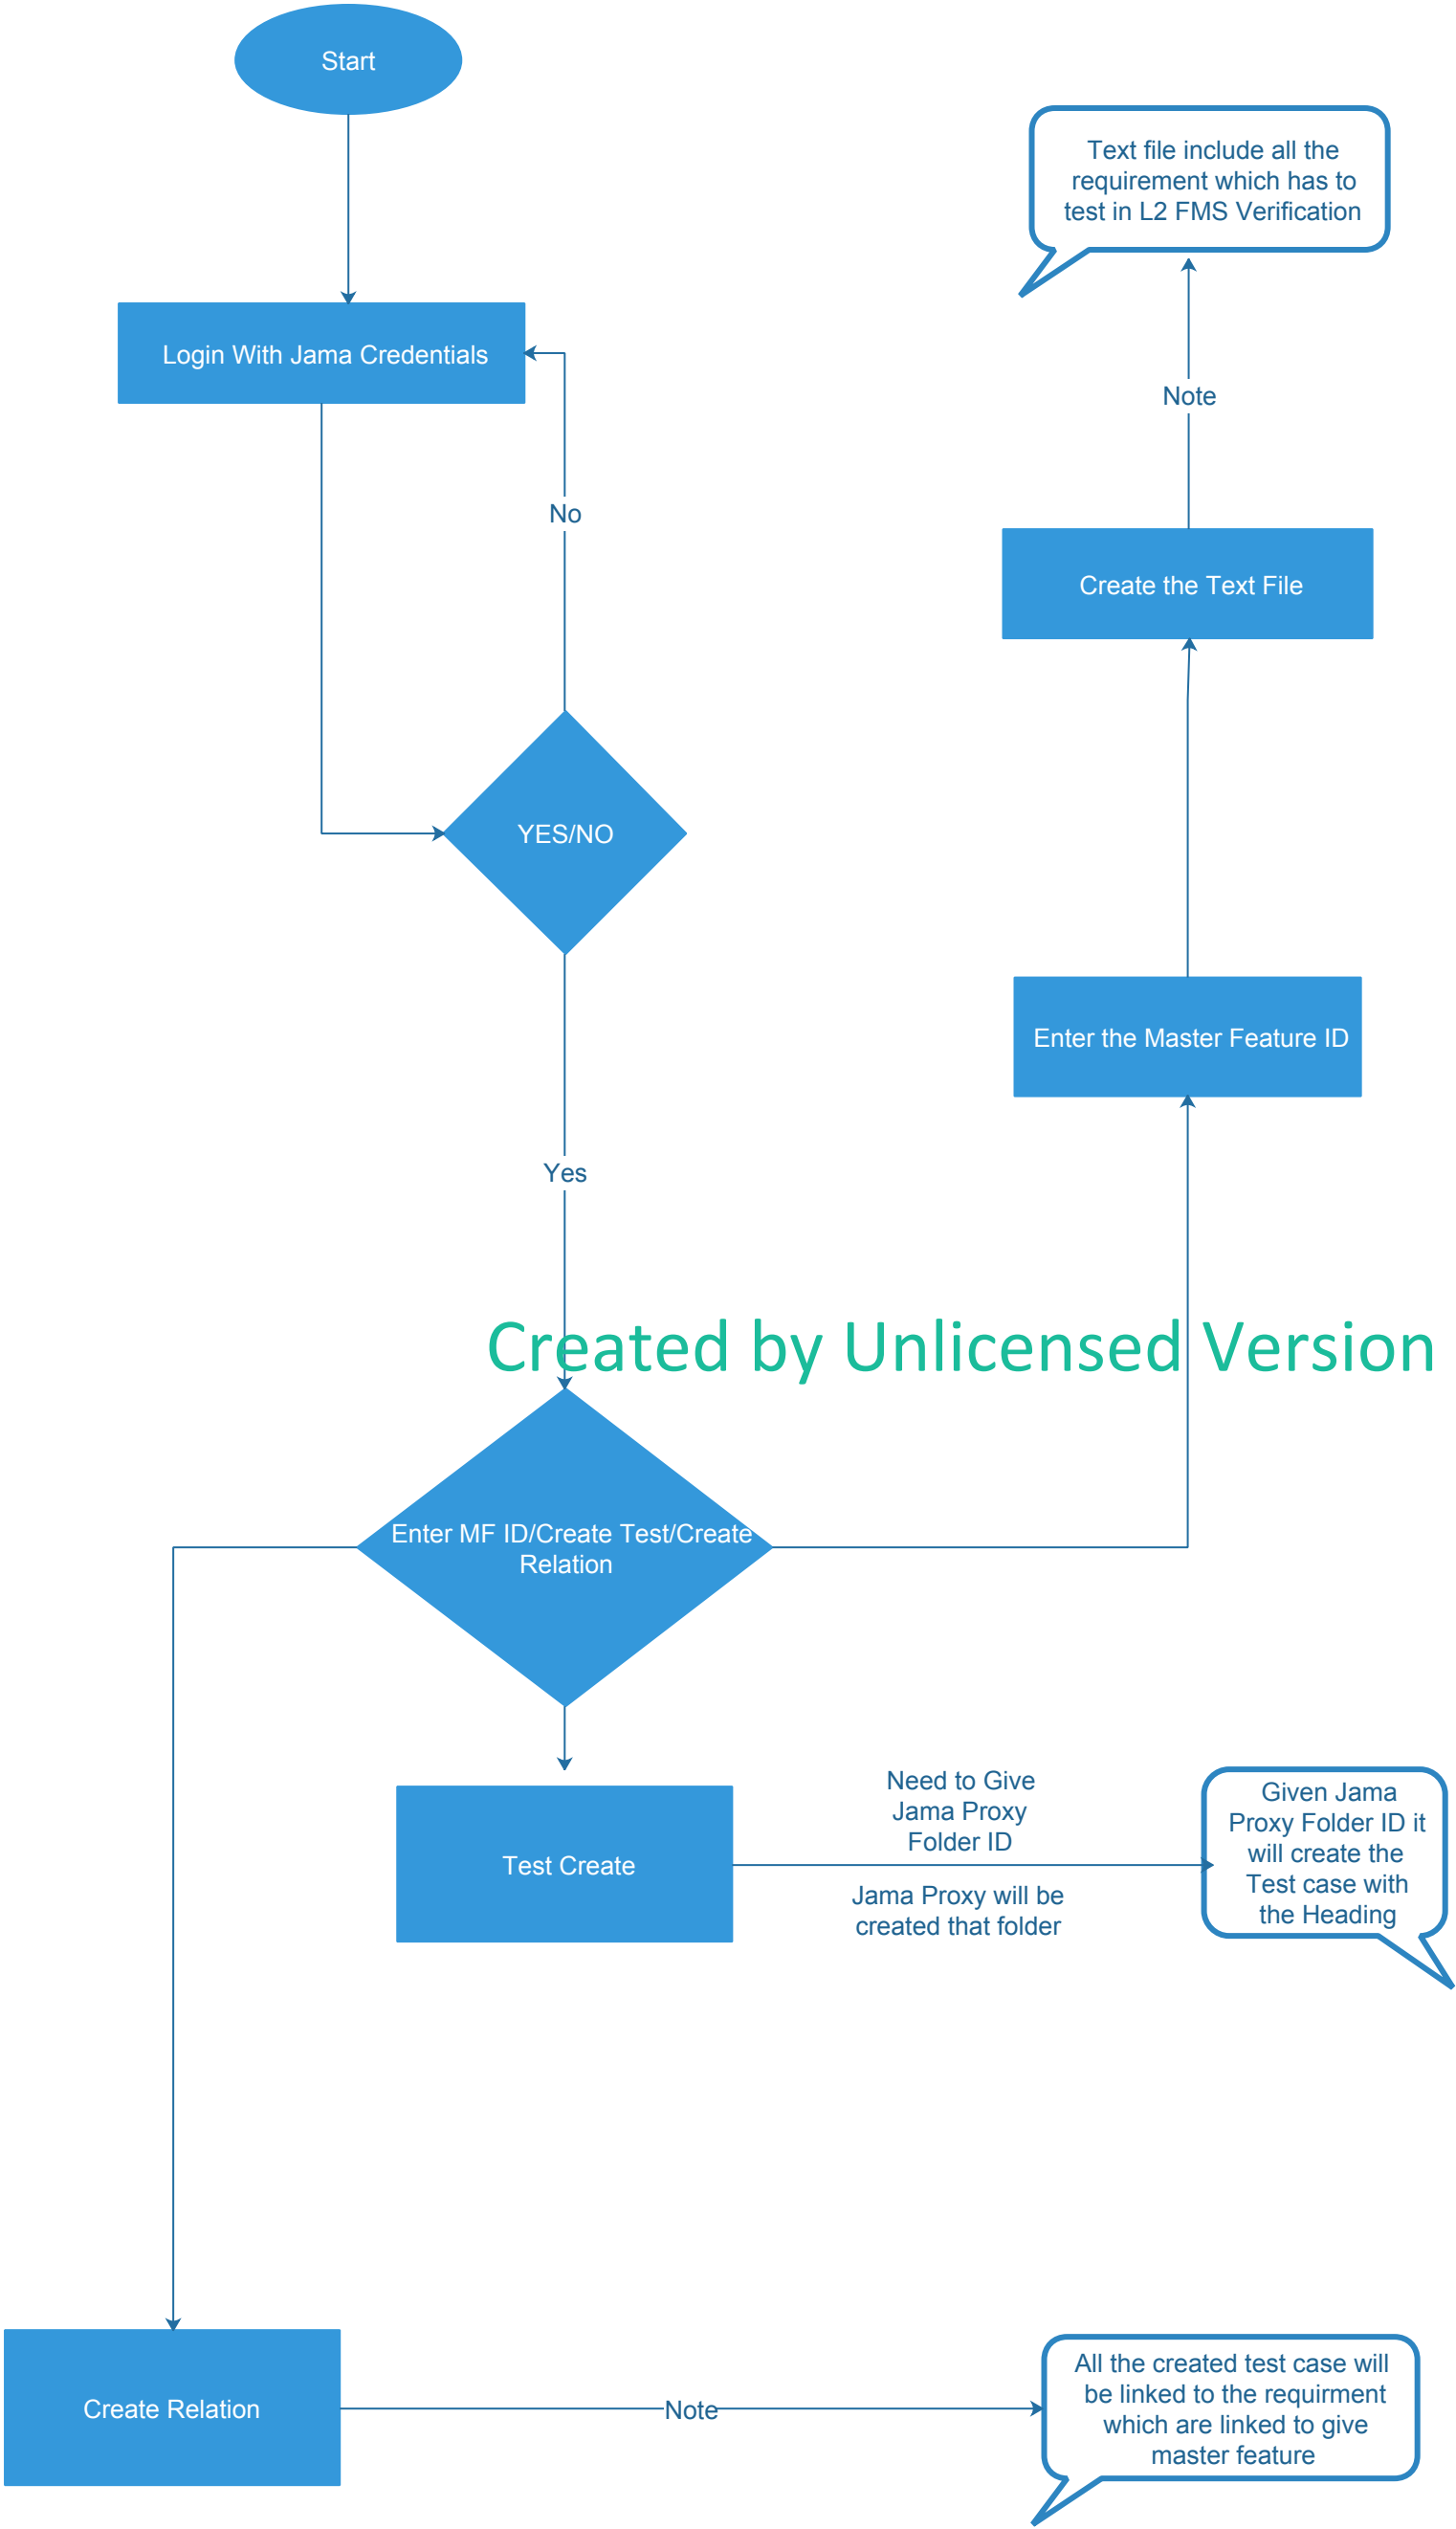 Start
Text file include all the
requirement which has to
test in L2 FMS Verification
Login With Jama Credentials
Note
No
Create the Text File
YES/NO
Enter the Master Feature ID
Yes
Created by Unlicensed Version
Enter MF ID/Create Test/Create
Relation
Test Create
Need to Give
Jama Proxy
Folder ID
Jama Proxy will be
created that folder
Given Jama
Proxy Folder ID it
will create the
Test case with
the Heading
Create Relation
Note
All the created test case will
be linked to the requirment
which are linked to give
master feature